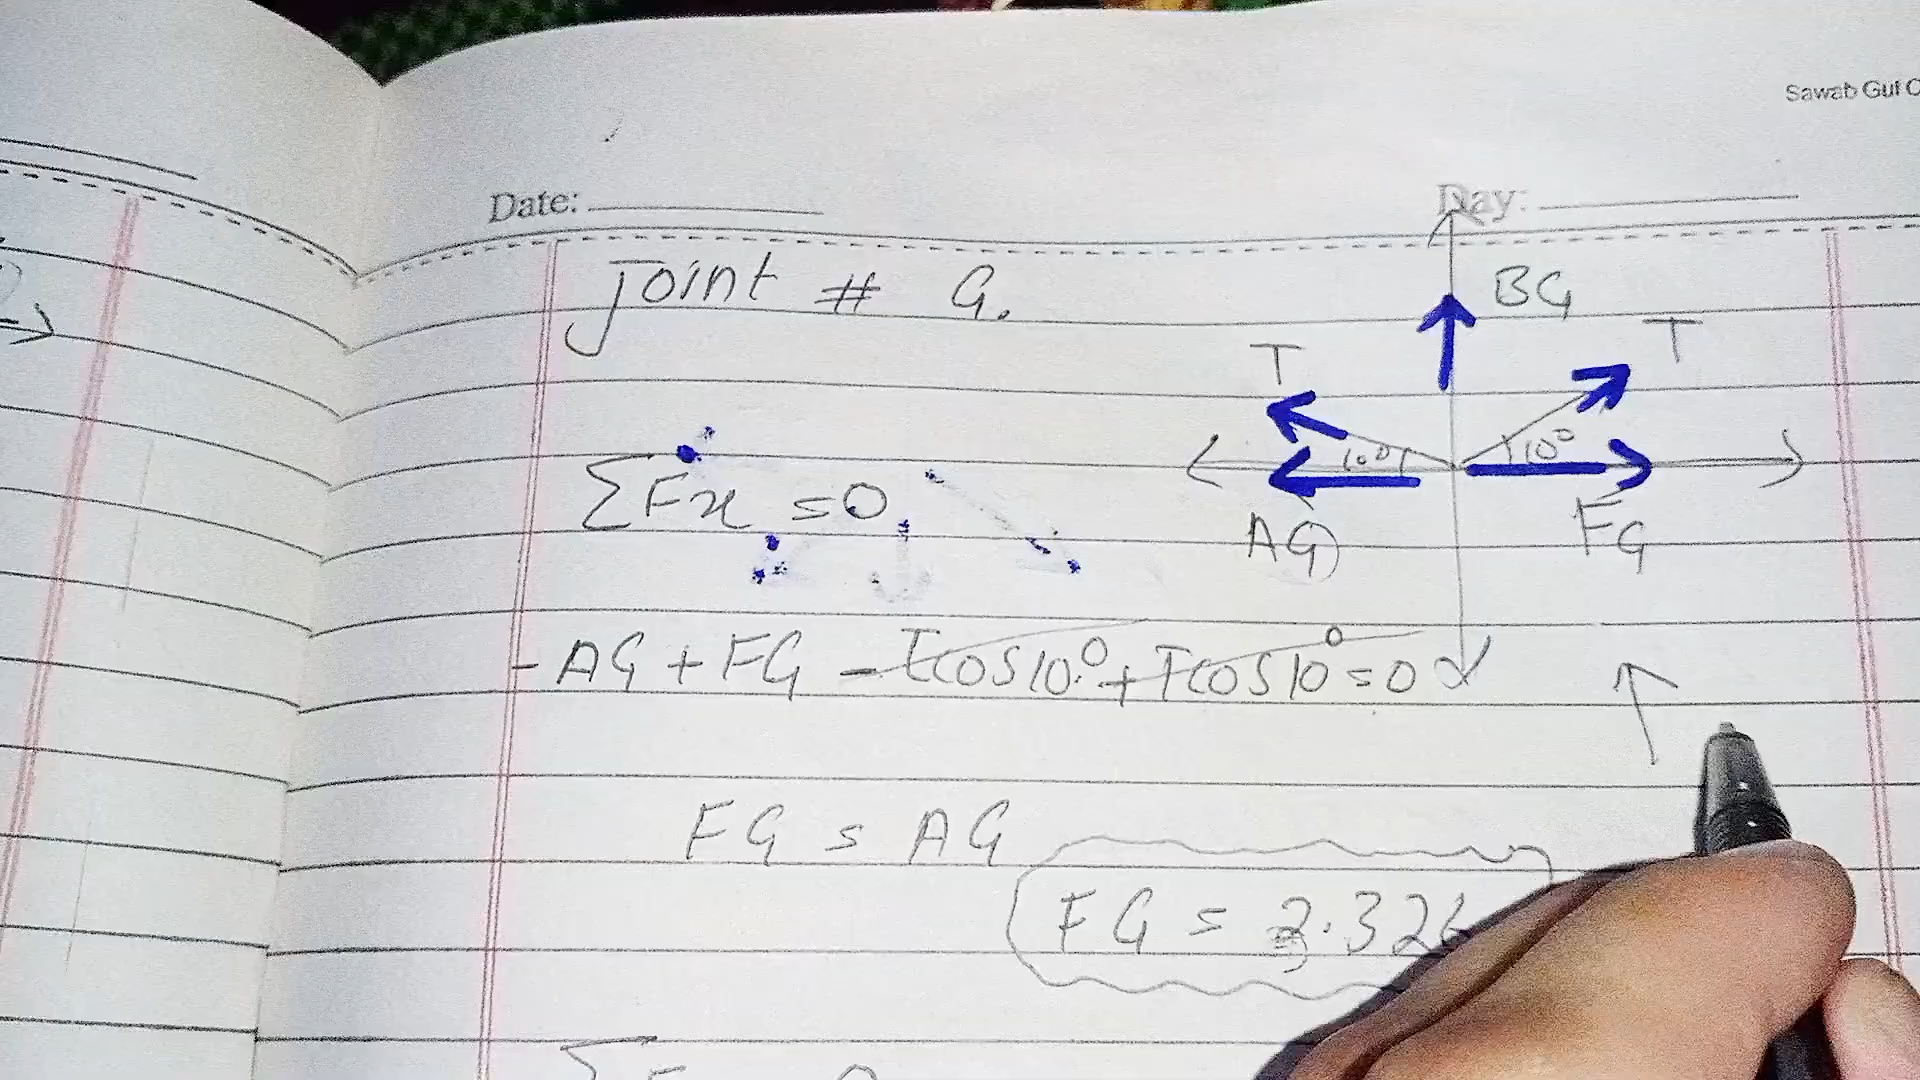 Sawab Gul
Date:
Day:
Joint # G.
BG
T
T
10°
10°
ΣFx = 0
AG
FG
- AG + FG - Tcos10° + Tcos10° = 0
FG = AG
FG = 2.326
Σ